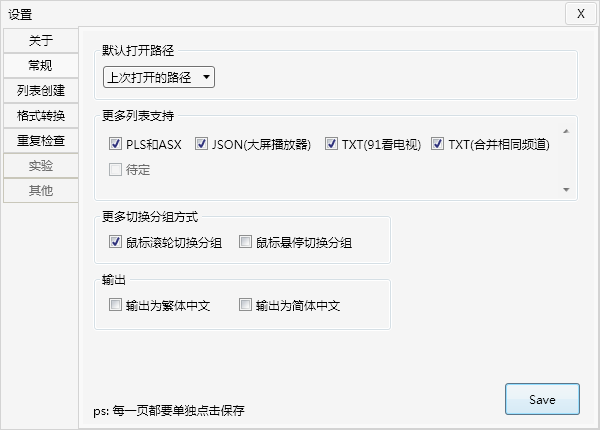 设置
X
关于
常规
列表创建
格式转换
重复检查
实验
其他
默认打开路径
上次打开的路径
更多列表支持
PLS和ASX JSON(大屏播放器) TXT(91看电视) TXT(合并相同频道)
待定
更多切换分组方式
鼠标滚轮切换分组 鼠标悬停切换分组
输出
输出为繁体中文 输出为简体中文
ps: 每一页都要单独点击保存
Save